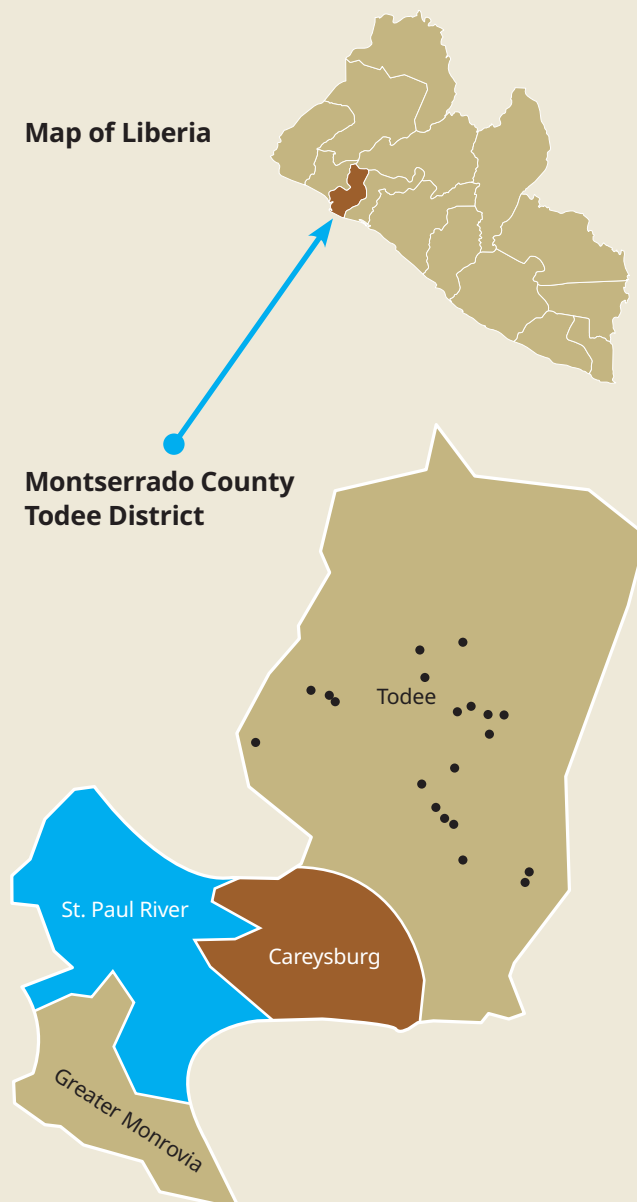 Map of Liberia
Montserrado County
Todee District
Todee
St. Paul River
Careysburg
Greater Monrovia